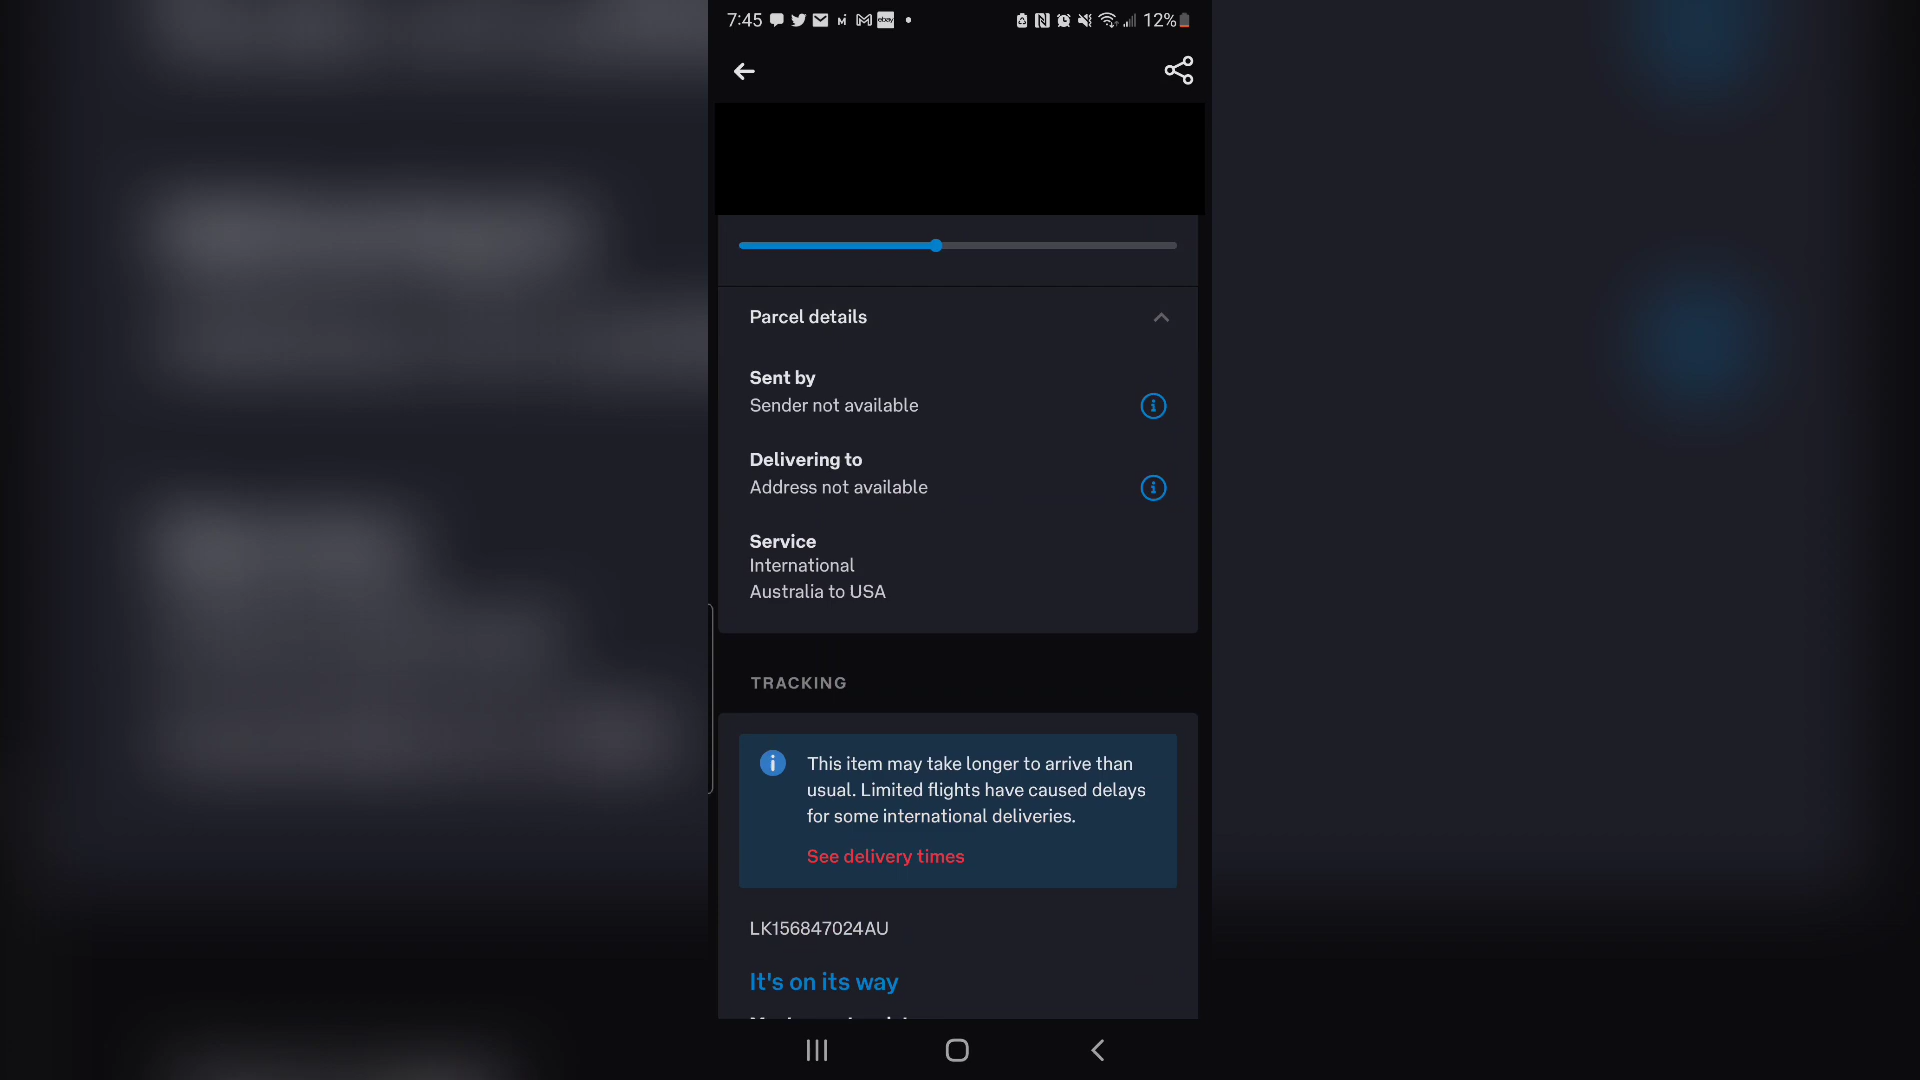 7:45 ebay 12%
Parcel details
Sent by
Sender not available
Delivering to
Address not available
Service
International
Australia to USA
TRACKING
This item may take longer to arrive than
usual. Limited flights have caused delays
for some international deliveries.
See delivery times
LK156847024AU
It's on its way